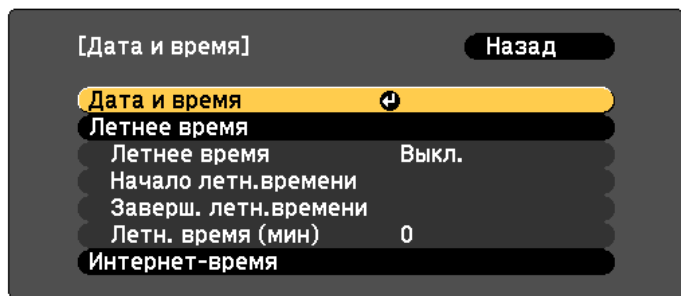 [Дата и время] Назад
Дата и время
Летнее время
Летнее время Выкл.
Начало летн.времени
Заверш. летн.времени
Летн. время (мин) 0
Интернет-время